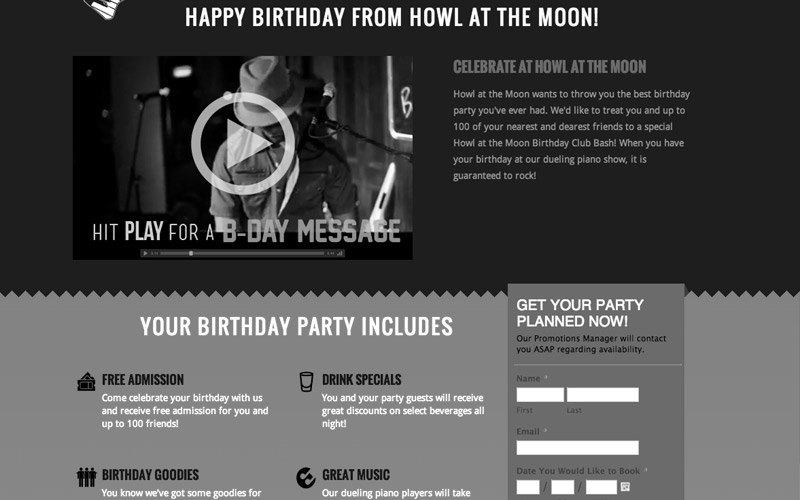 HAPPY BIRTHDAY FROM HOWL AT THE MOON!
HIT PLAY FOR A B-DAY MESSAGE
CELEBRATE AT HOWL AT THE MOON
Howl at the Moon wants to throw you the best birthday
party you've ever had. We'd like to treat you and up to
100 of your nearest and dearest friends to a special
Howl at the Moon Birthday Club Bash! When you have
your birthday at our dueling piano show, it is
guaranteed to rock!
YOUR BIRTHDAY PARTY INCLUDES
FREE ADMISSION
Come celebrate your birthday with us
and receive free admission for you and
up to 100 friends!
DRINK SPECIALS
You and your party guests will receive
great discounts on select beverages all
night!
BIRTHDAY GOODIES
You know we've got some goodies for
GREAT MUSIC
Our dueling piano players will take
GET YOUR PARTY
PLANNED NOW!
Our Promotions Manager will contact
you ASAP regarding availability.
Name *
First Last
Email *
Date You Would Like to Book *
/ /